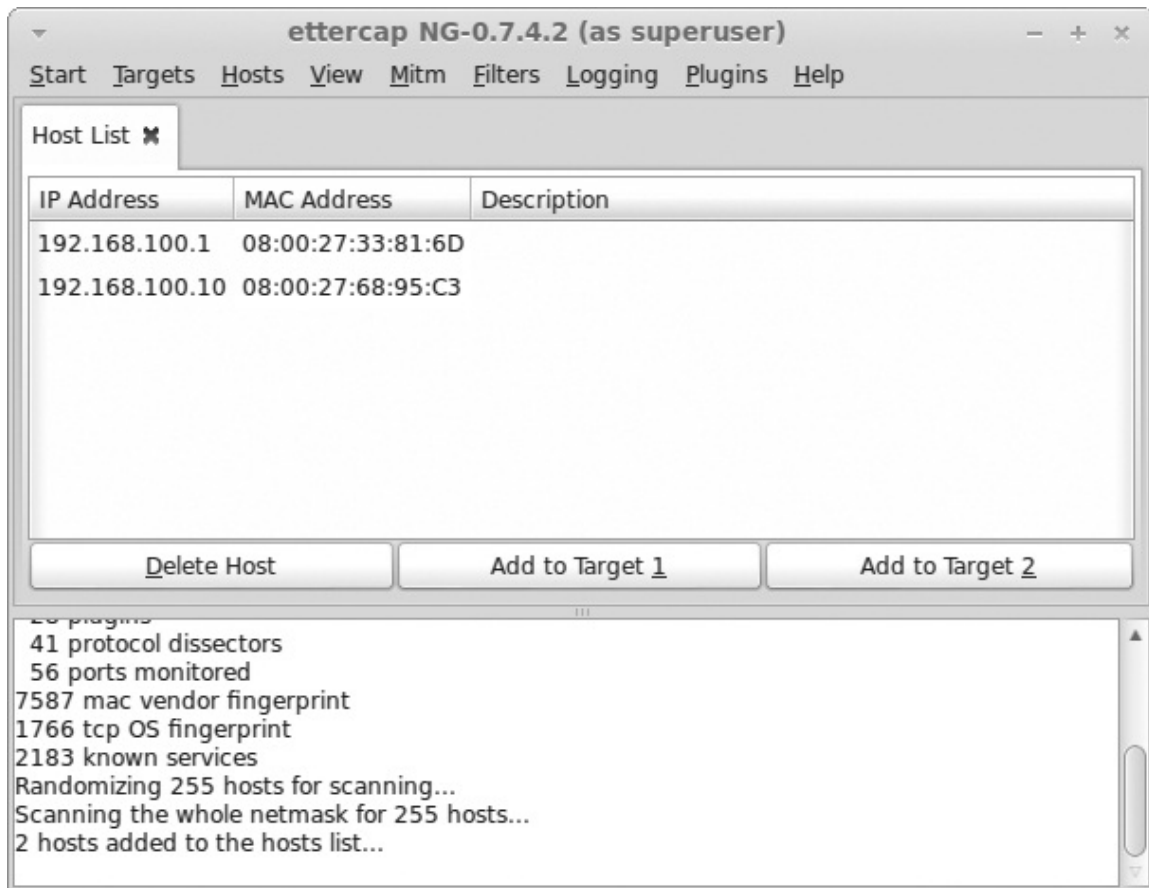 ettercap NG-0.7.4.2 (as superuser)
Start Targets Hosts View Mitm Filters Logging Plugins Help
Host List
IP Address MAC Address Description
192.168.100.1 08:00:27:33:81:6D
192.168.100.10 08:00:27:68:95:C3
Delete Host Add to Target 1 Add to Target 2
plugins
41 protocol dissectors
56 ports monitored
7587 mac vendor fingerprint
1766 tcp OS fingerprint
2183 known services
Randomizing 255 hosts for scanning...
Scanning the whole netmask for 255 hosts...
2 hosts added to the hosts list...